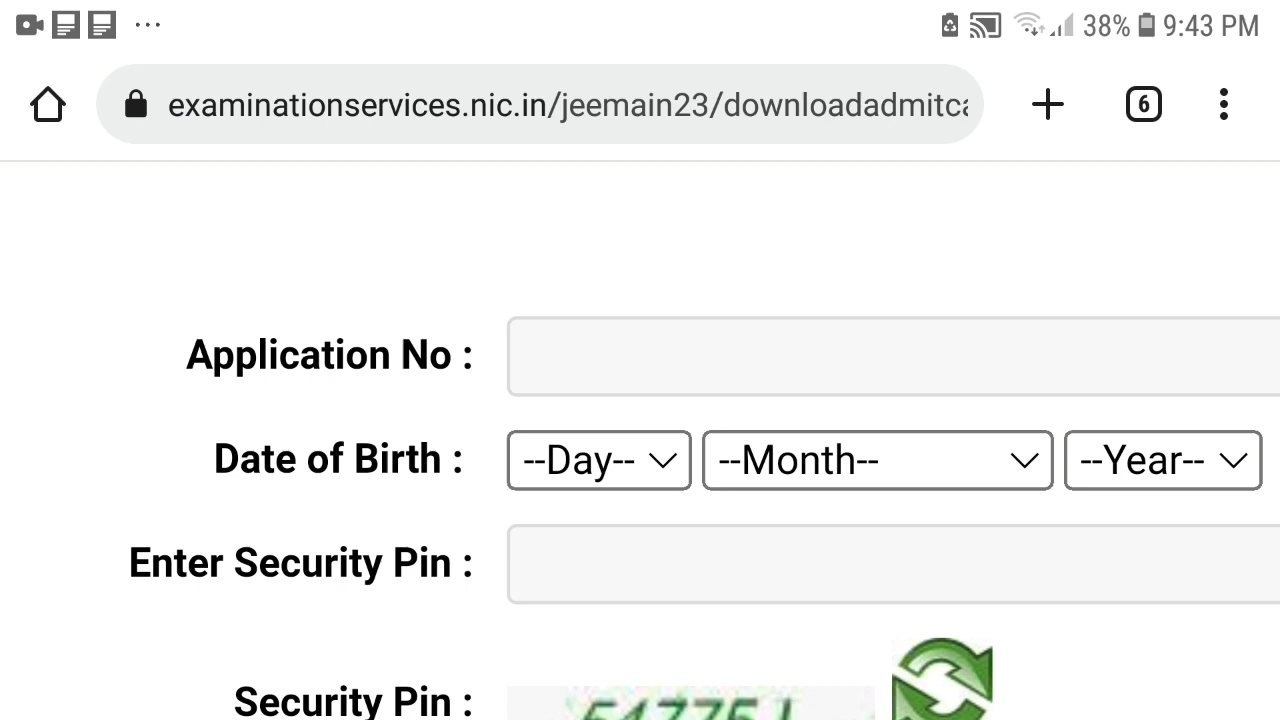 38% 9:43 PM
examinationservices.nic.in/jeemain23/downloadadmitca
6
Application No :
Date of Birth : --Day-- --Month-- --Year--
Enter Security Pin :
Security Pin :